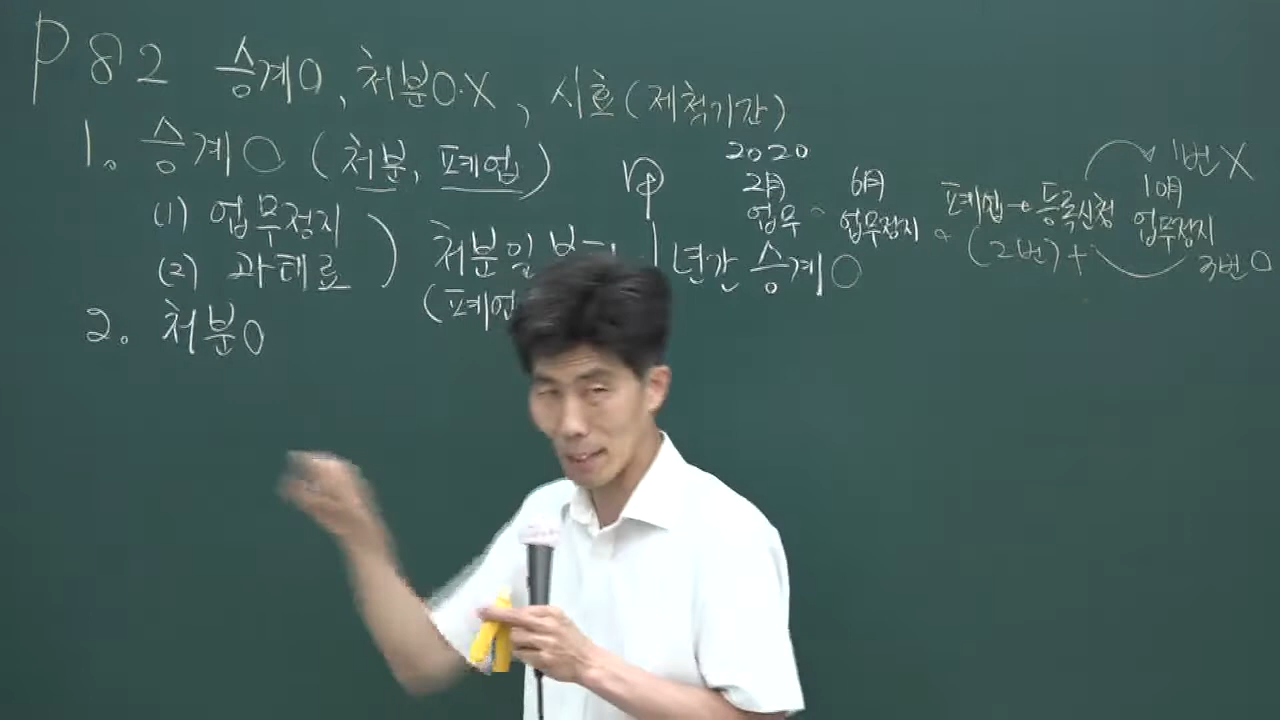 P 82 승계O, 처분O·X, 시효(제척기간)
1. 승계O (처분, 폐업)
(1) 업무정지
(2) 과태료
처분일 부터 1년간 승계O
(폐업
2. 처분O
2020
2月 6月 10月
업무 업무정지 폐업→등록신청 업무정지
(2번)+
1번X
3번O